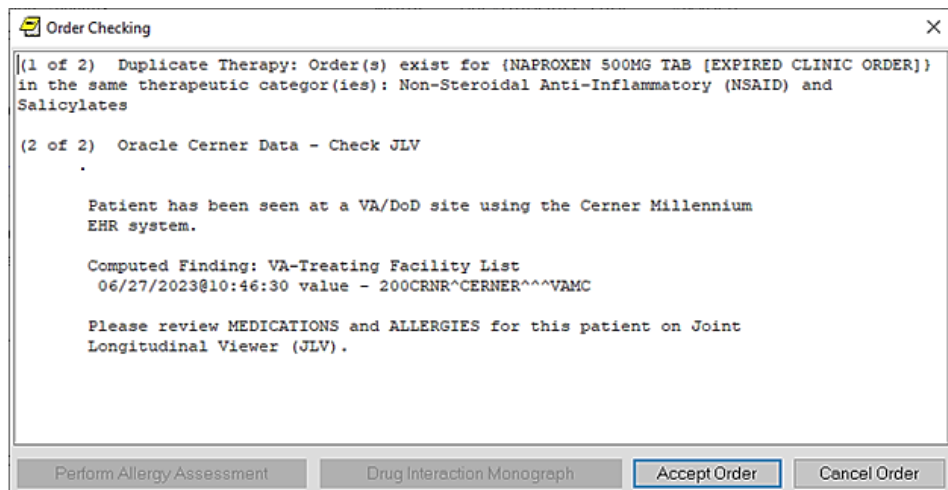 Order Checking
(1 of 2)  Duplicate Therapy: Order(s) exist for {NAPROXEN 500MG TAB [EXPIRED CLINIC ORDER]}
in the same therapeutic categor(ies): Non-Steroidal Anti-Inflammatory (NSAID) and
Salicylates
(2 of 2)  Oracle Cerner Data - Check JLV
.
Patient has been seen at a VA/DoD site using the Cerner Millennium
EHR system.
Computed Finding: VA-Treating Facility List
06/27/2023@10:46:30 value - 200CRNR^CERNER^^^VAMC
Please review MEDICATIONS and ALLERGIES for this patient on Joint
Longitudinal Viewer (JLV).
Perform Allergy Assessment
Drug Interaction Monograph
Accept Order
Cancel Order